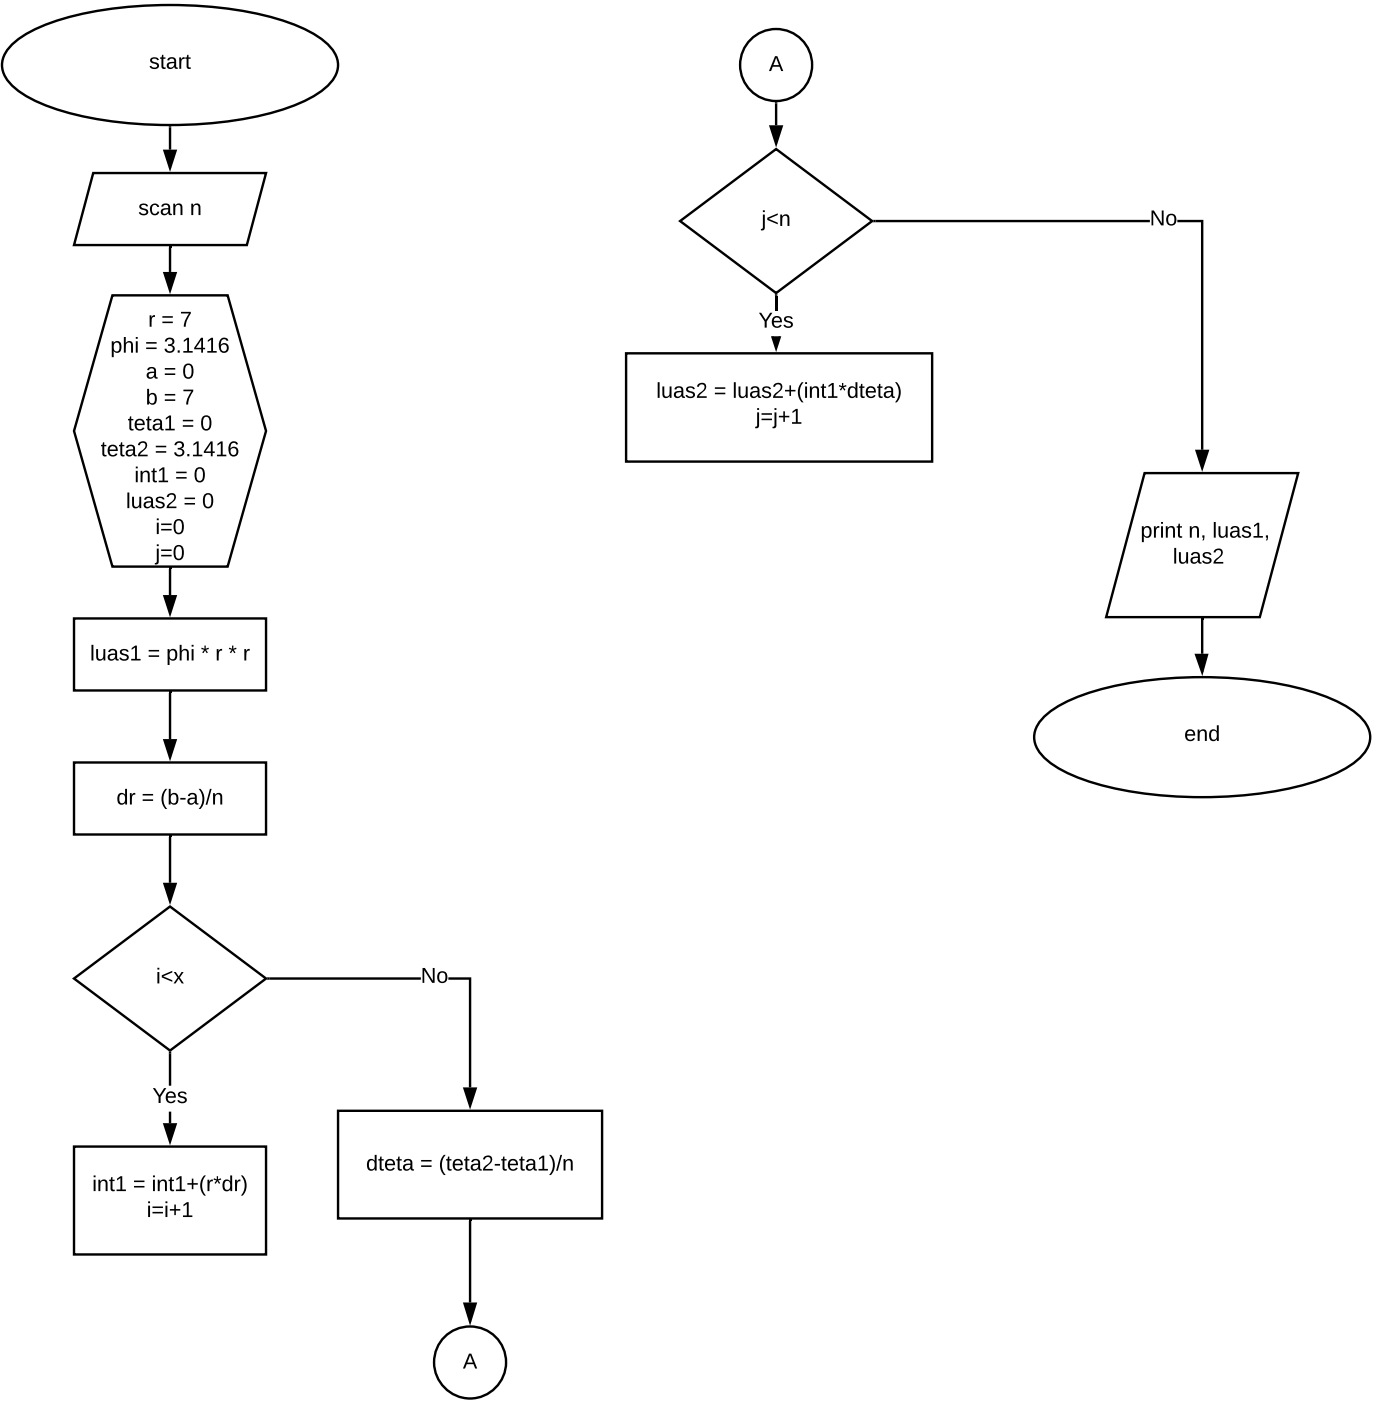 start
scan n
r = 7
phi = 3.1416
a = 0
b = 7
teta1 = 0
teta2 = 3.1416
int1 = 0
luas2 = 0
i=0
j=0
luas1 = phi * r * r
dr = (b-a)/n
i<x
No
Yes
int1 = int1+(r*dr)
i=i+1
dteta = (teta2-teta1)/n
A
A
j<n
No
Yes
luas2 = luas2+(int1*dteta)
j=j+1
print n, luas1,
luas2
end